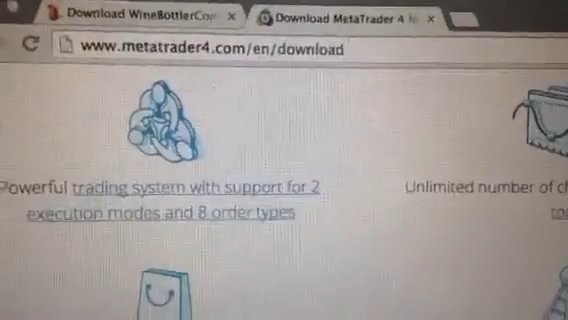 Download WineBottlerCom
Download MetaTrader 4
www.metatrader4.com/en/download
Powerful trading system with support for 2
execution modes and 8 order types
Unlimited number of